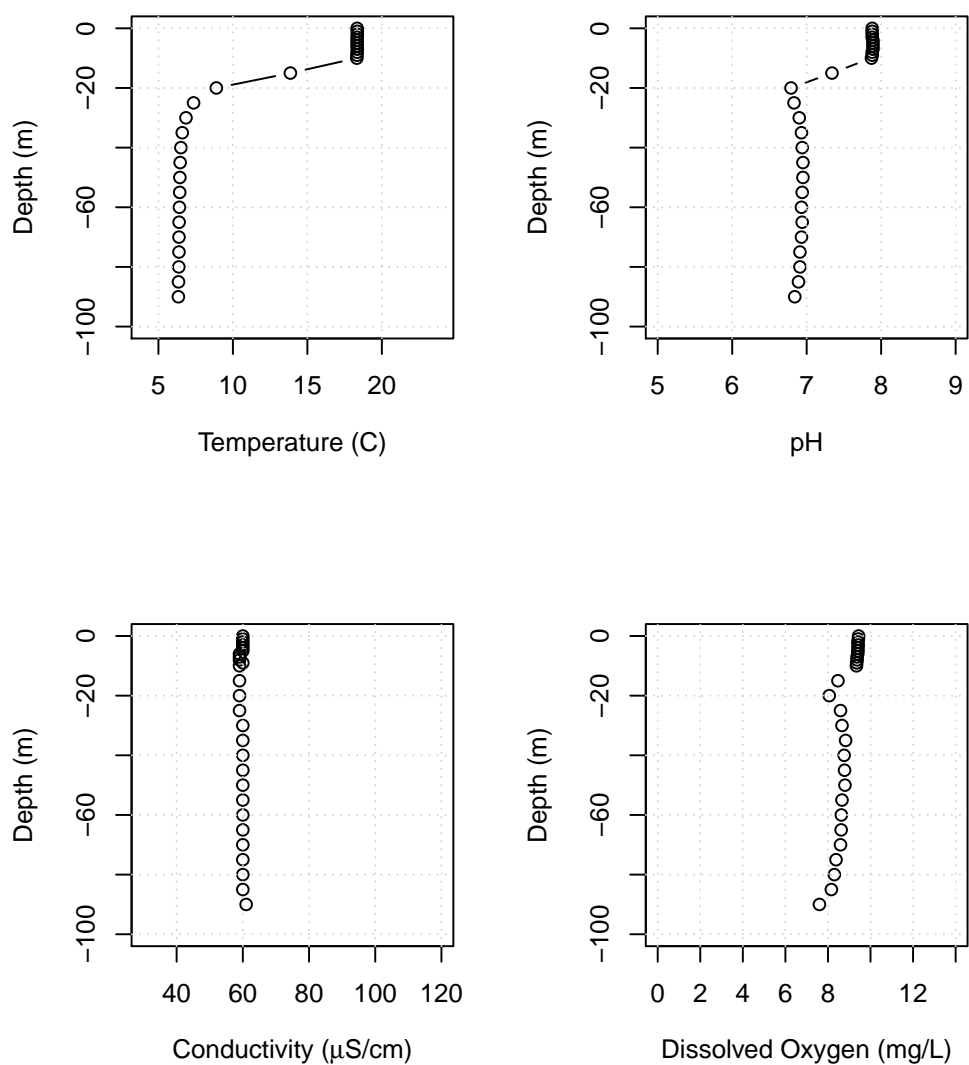 0
−20
−60
−100
Depth (m)
5 10 15 20
Temperature (C)
0
−20
−60
−100
Depth (m)
5 6 7 8 9
pH
0
−20
−60
−100
Depth (m)
40 60 80 100 120
Conductivity (μS/cm)
0
−20
−60
−100
Depth (m)
0 2 4 6 8 12
Dissolved Oxygen (mg/L)